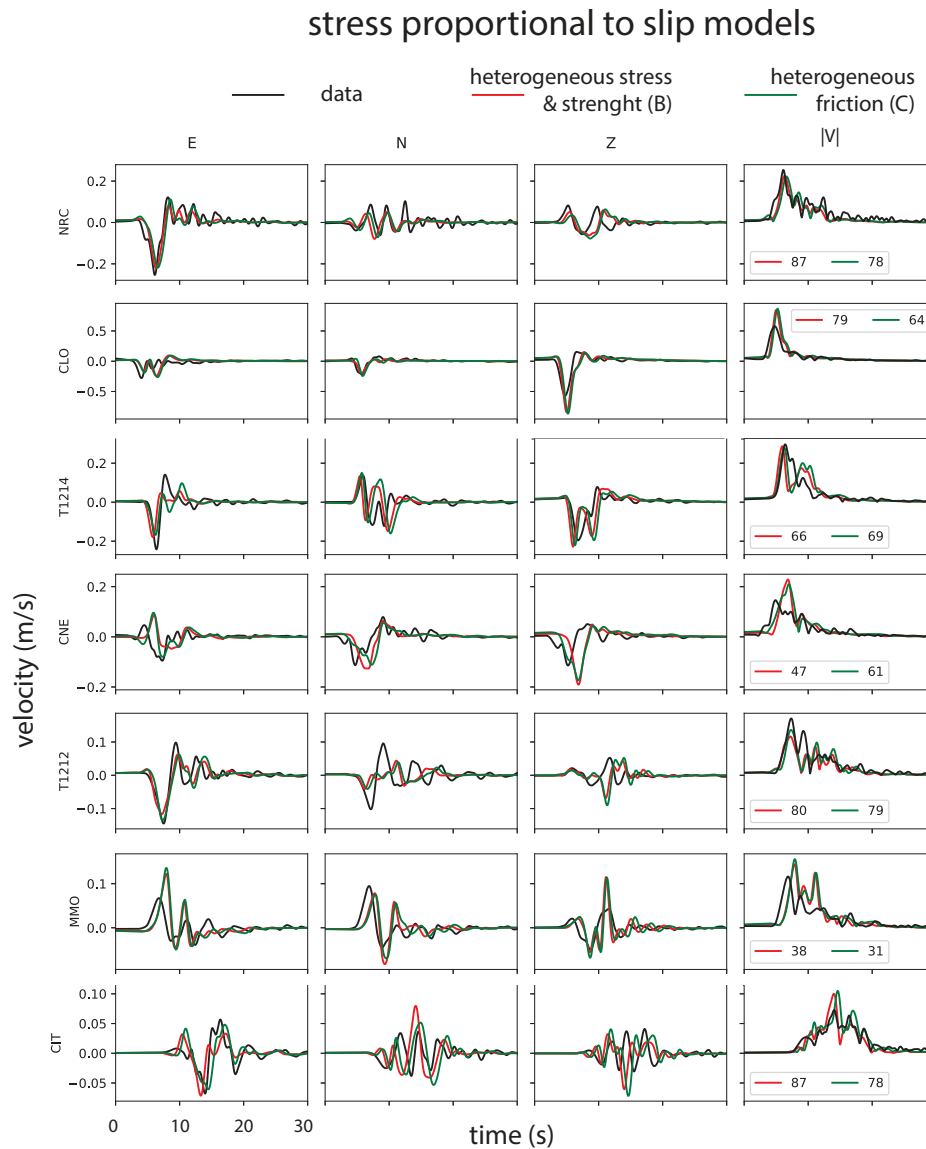 stress proportional to slip models
data
heterogeneous stress
& strenght (B)
heterogeneous
friction (C)
E N Z |V|
NRC
0.2
0.0
−0.2
87 78
CLO
0.5
0.0
−0.5
79 64
T1214
0.2
0.0
−0.2
66 69
CNE
0.2
0.0
−0.2
47 61
velocity (m/s)
T1212
0.1
0.0
−0.1
80 79
MMO
0.1
0.0
38 31
CIT
0.10
0.05
0.00
−0.05
87 78
0 10 20 30
time (s)